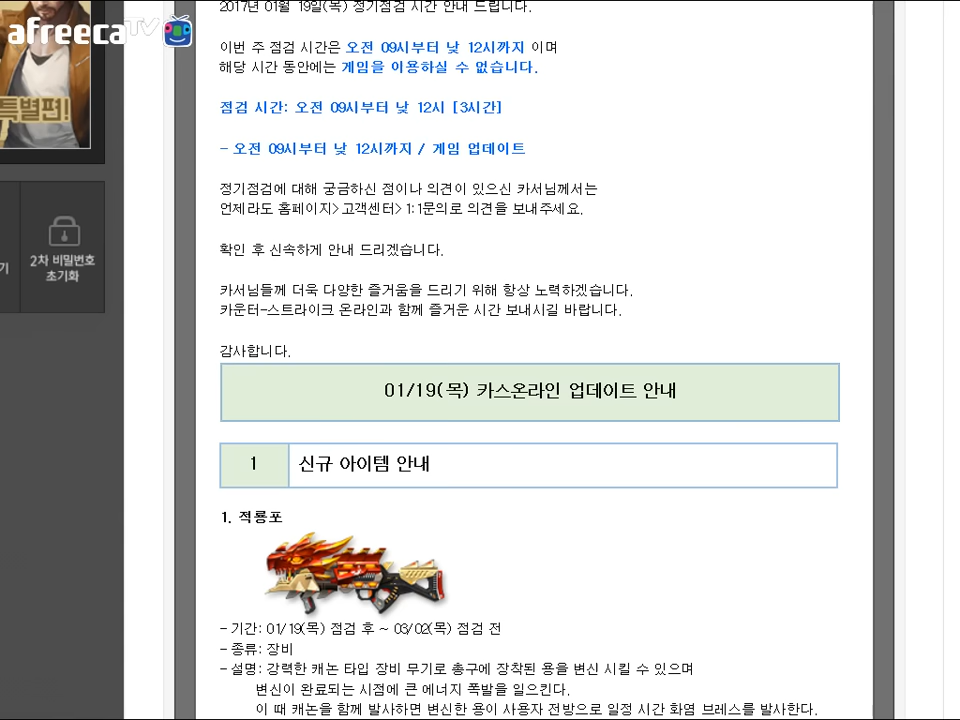 2017년 01월 19일(목) 정기점검 시간 안내 드립니다.
afreecaTV
이번 주 점검 시간은 오전 09시부터 낮 12시까지 이며
해당 시간 동안에는 게임을 이용하실 수 없습니다.
특별편!
점검 시간: 오전 09시부터 낮 12시 [3시간]
- 오전 09시부터 낮 12시까지 / 게임 업데이트
정기점검에 대해 궁금하신 점이나 의견이 있으신 카서님께서는
언제라도 홈페이지>고객센터>1:1문의로 의견을 보내주세요.
확인 후 신속하게 안내 드리겠습니다.
기
2차 비밀번호
초기화
카서님들께 더욱 다양한 즐거움을 드리기 위해 항상 노력하겠습니다.
카운터-스트라이크 온라인과 함께 즐거운 시간 보내시길 바랍니다.
감사합니다.
01/19(목) 카스온라인 업데이트 안내
1 신규 아이템 안내
1. 적룡포
- 기간: 01/19(목) 점검 후 ~ 03/02(목) 점검 전
- 종류: 장비
- 설명: 강력한 캐논 타입 장비 무기로 총구에 장착된 용을 변신 시킬 수 있으며
변신이 완료되는 시점에 큰 에너지 폭발을 일으킨다.
이 때 캐논을 함께 발사하면 변신한 용이 사용자 전방으로 일정 시간 화염 브레스를 발사한다.